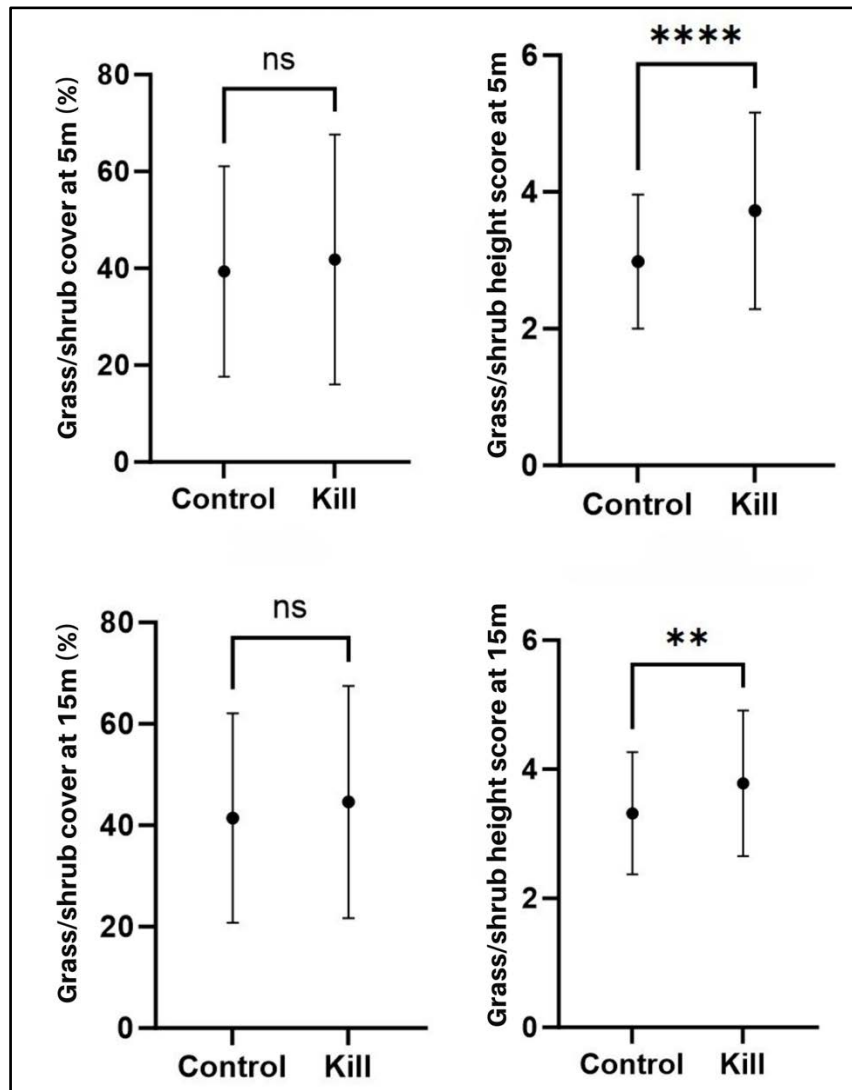 ns
Grass/shrub cover at 5m (%)
80
60
40
20
0
Control Kill
****
Grass/shrub height score at 5m
6
4
2
0
Control Kill
ns
Grass/shrub cover at 15m (%)
80
60
40
20
0
Control Kill
**
Grass/shrub height score at 15m
6
4
2
0
Control Kill